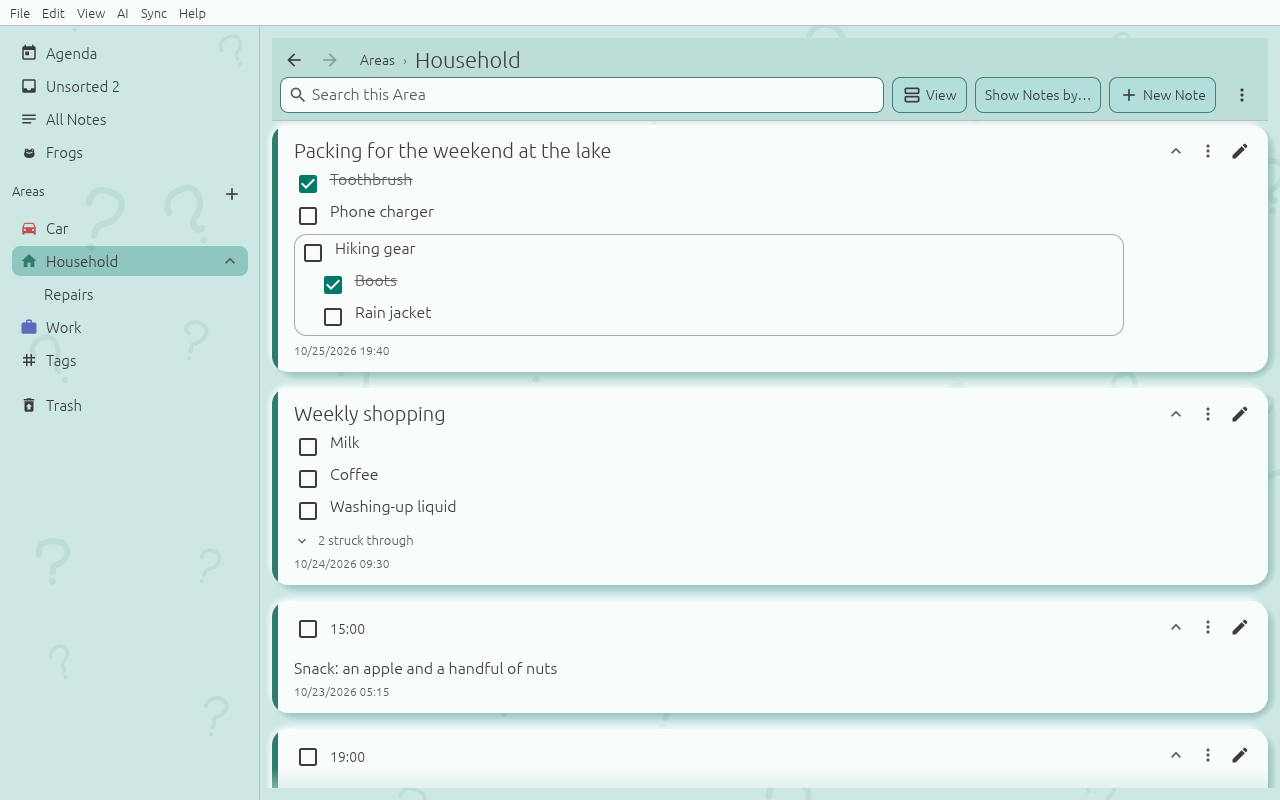 File Edit View AI Sync Help
Agenda
Unsorted 2
All Notes
Frogs
Areas
Car
Household
Repairs
Work
Tags
Trash
Areas › Household
Search this Area
View
Show Notes by...
New Note
Packing for the weekend at the lake
Toothbrush
Phone charger
Hiking gear
Boots
Rain jacket
10/25/2026 19:40
Weekly shopping
Milk
Coffee
Washing-up liquid
2 struck through
10/24/2026 09:30
15:00
Snack: an apple and a handful of nuts
10/23/2026 05:15
19:00